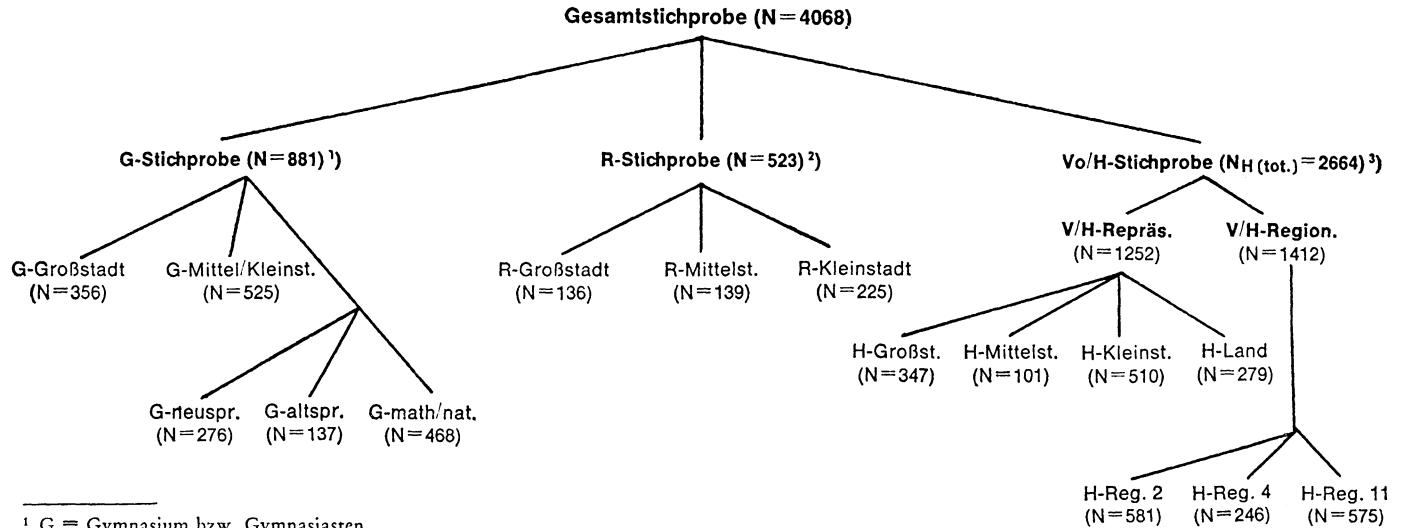 Gesamtstichprobe (N=4068)
G-Stichprobe (N=881) ¹)
R-Stichprobe (N=523) ²)
Vo/H-Stichprobe (N H (tot.) =2664) ³)
V/H-Repräs.
(N=1252)
V/H-Region.
(N=1412)
G-Großstadt
(N=356)
G-Mittel/Kleinst.
(N=525)
R-Großstadt
(N=136)
R-Mittelst.
(N=139)
R-Kleinstadt
(N=225)
H-Großst.
(N=347)
H-Mittelst.
(N=101)
H-Kleinst.
(N=510)
H-Land
(N=279)
G-neuspr.
(N=276)
G-altspr.
(N=137)
G-math/nat.
(N=468)
H-Reg. 2
(N=581)
H-Reg. 4
(N=246)
H-Reg. 11
(N=575)
¹ G = Gymnasium bzw. Gymnasiasten